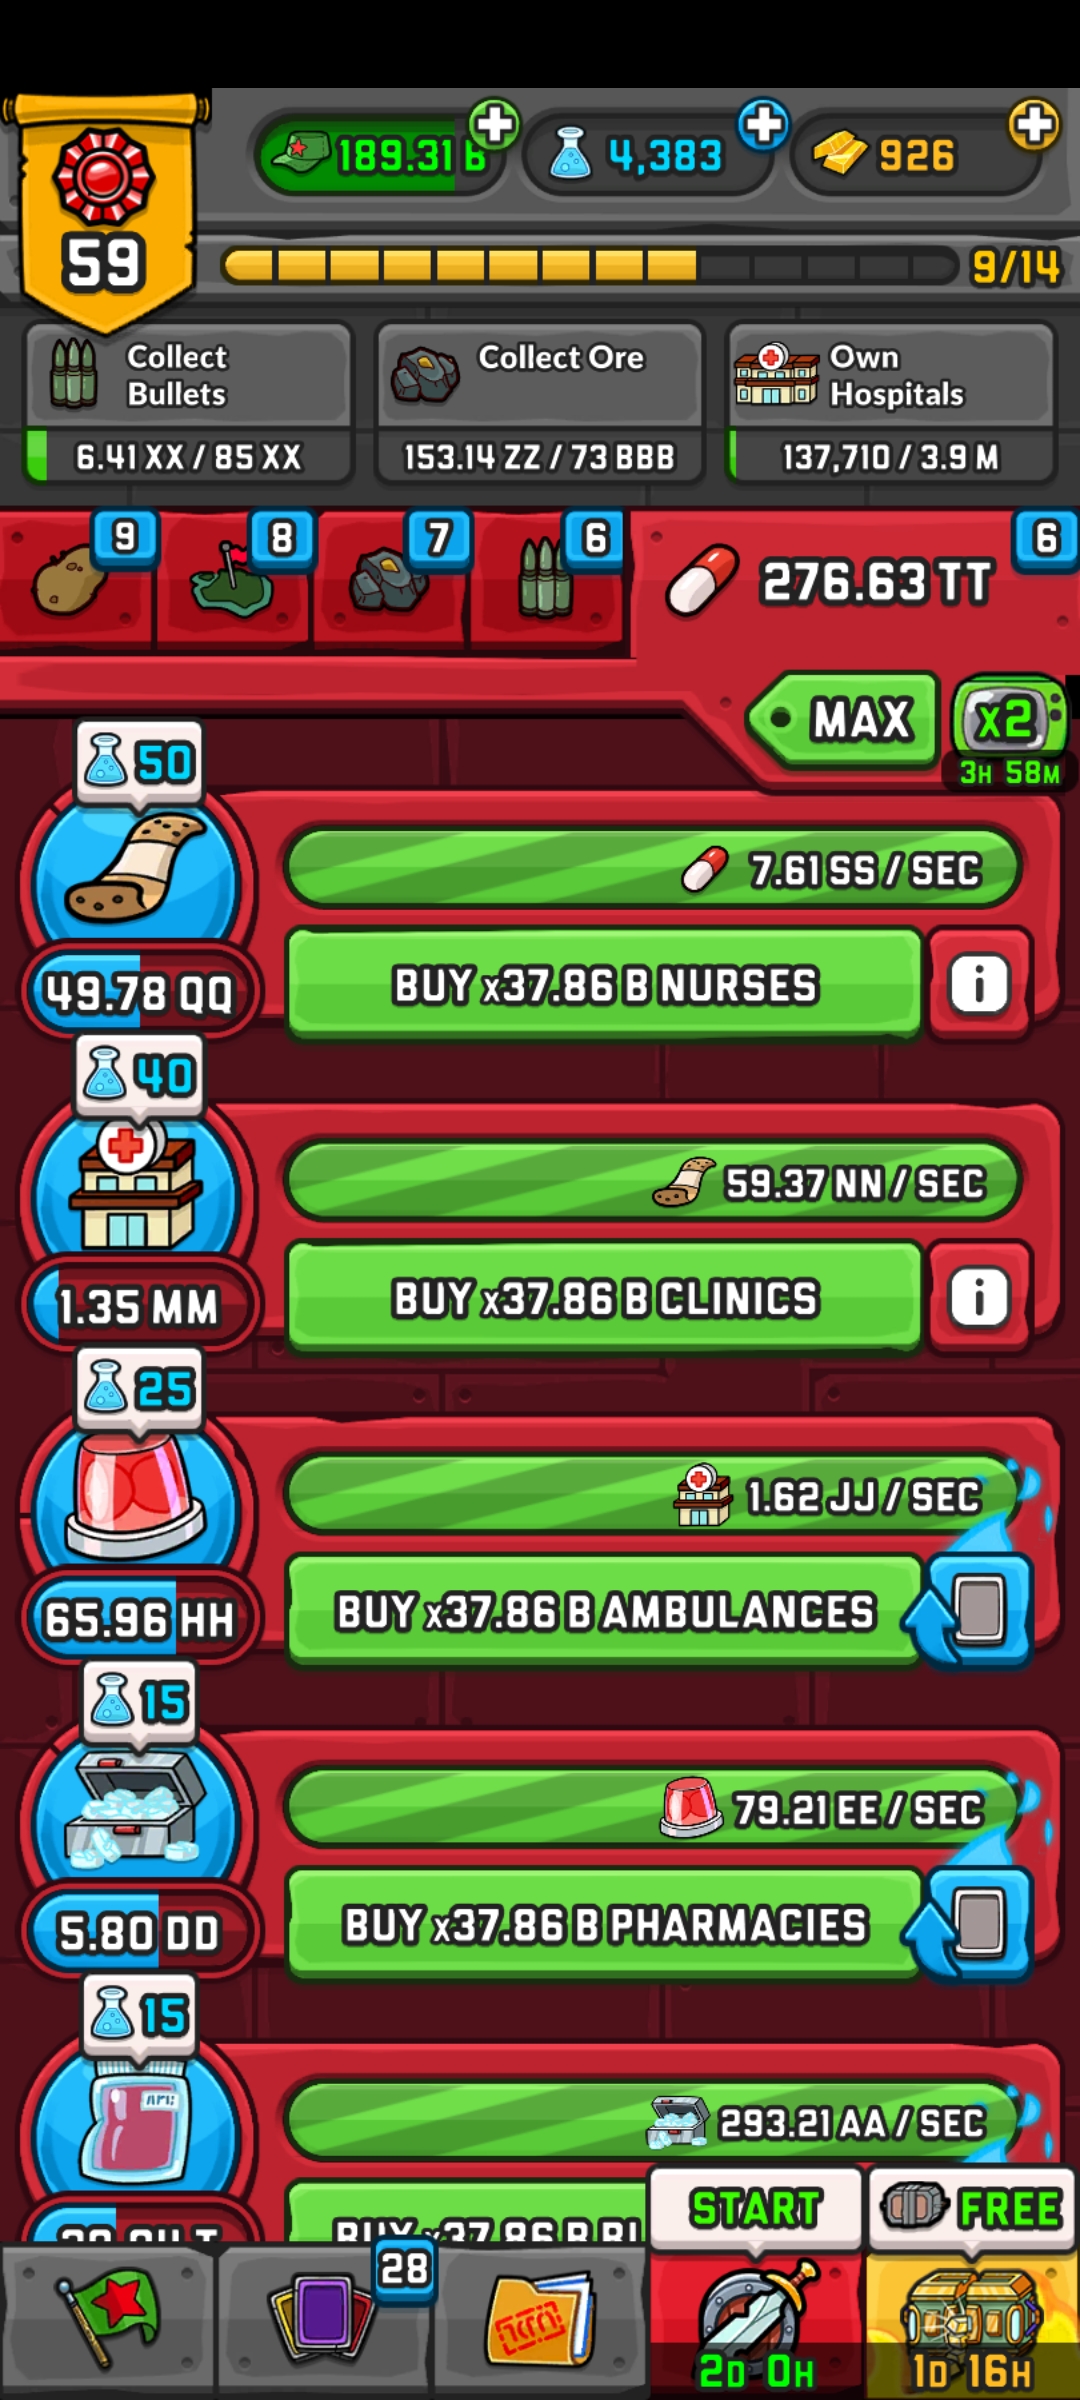 189.31 B
4,383
926
59
9/14
Collect
Bullets
6.41 XX / 85 XX
Collect Ore
153.14 ZZ / 73 BBB
Own
Hospitals
137,710 / 3.9 M
9
8
7
6
276.63 TT
6
MAX
x2
3H 58M
50
7.61 SS / SEC
49.78 QQ
BUY x37.86 B NURSES
i
40
59.37 NN / SEC
1.35 MM
BUY x37.86 B CLINICS
i
25
1.62 JJ / SEC
65.96 HH
BUY x37.86 B AMBULANCES
15
79.21 EE / SEC
5.80 DD
BUY x37.86 B PHARMACIES
15
293.21 AA / SEC
BUY x37.86 B
START
FREE
28
2D 0H
1D 16H